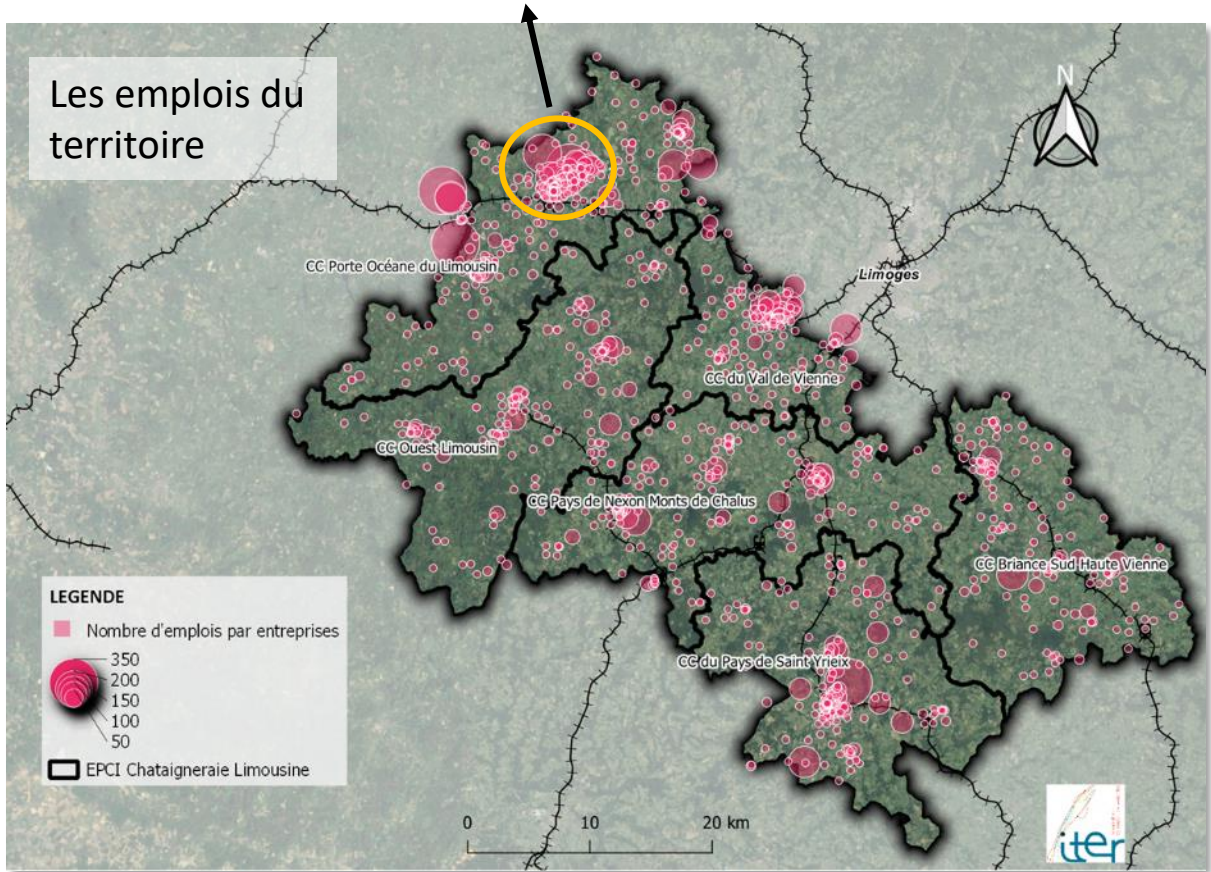 Les emplois du
territoire
N
Limoges
CC Porte Océane du Limousin
CC du Val de Vienne
CC Ouest Limousin
CC Pays de Nexon Monts de Chalus
CC Briance Sud Haute Vienne
CC du Pays de Saint Yrieix
LEGENDE
Nombre d'emplois par entreprises
350
200
150
100
50
EPCI Chataigneraie Limousine
0 10 20 km
iter